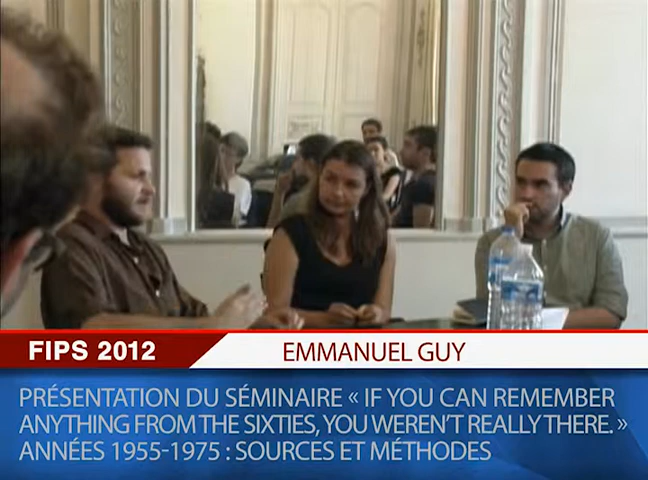 FIPS 2012
EMMANUEL GUY
PRÉSENTATION DU SÉMINAIRE « IF YOU CAN REMEMBER
ANYTHING FROM THE SIXTIES, YOU WEREN'T REALLY THERE. »
ANNÉES 1955-1975 : SOURCES ET MÉTHODES